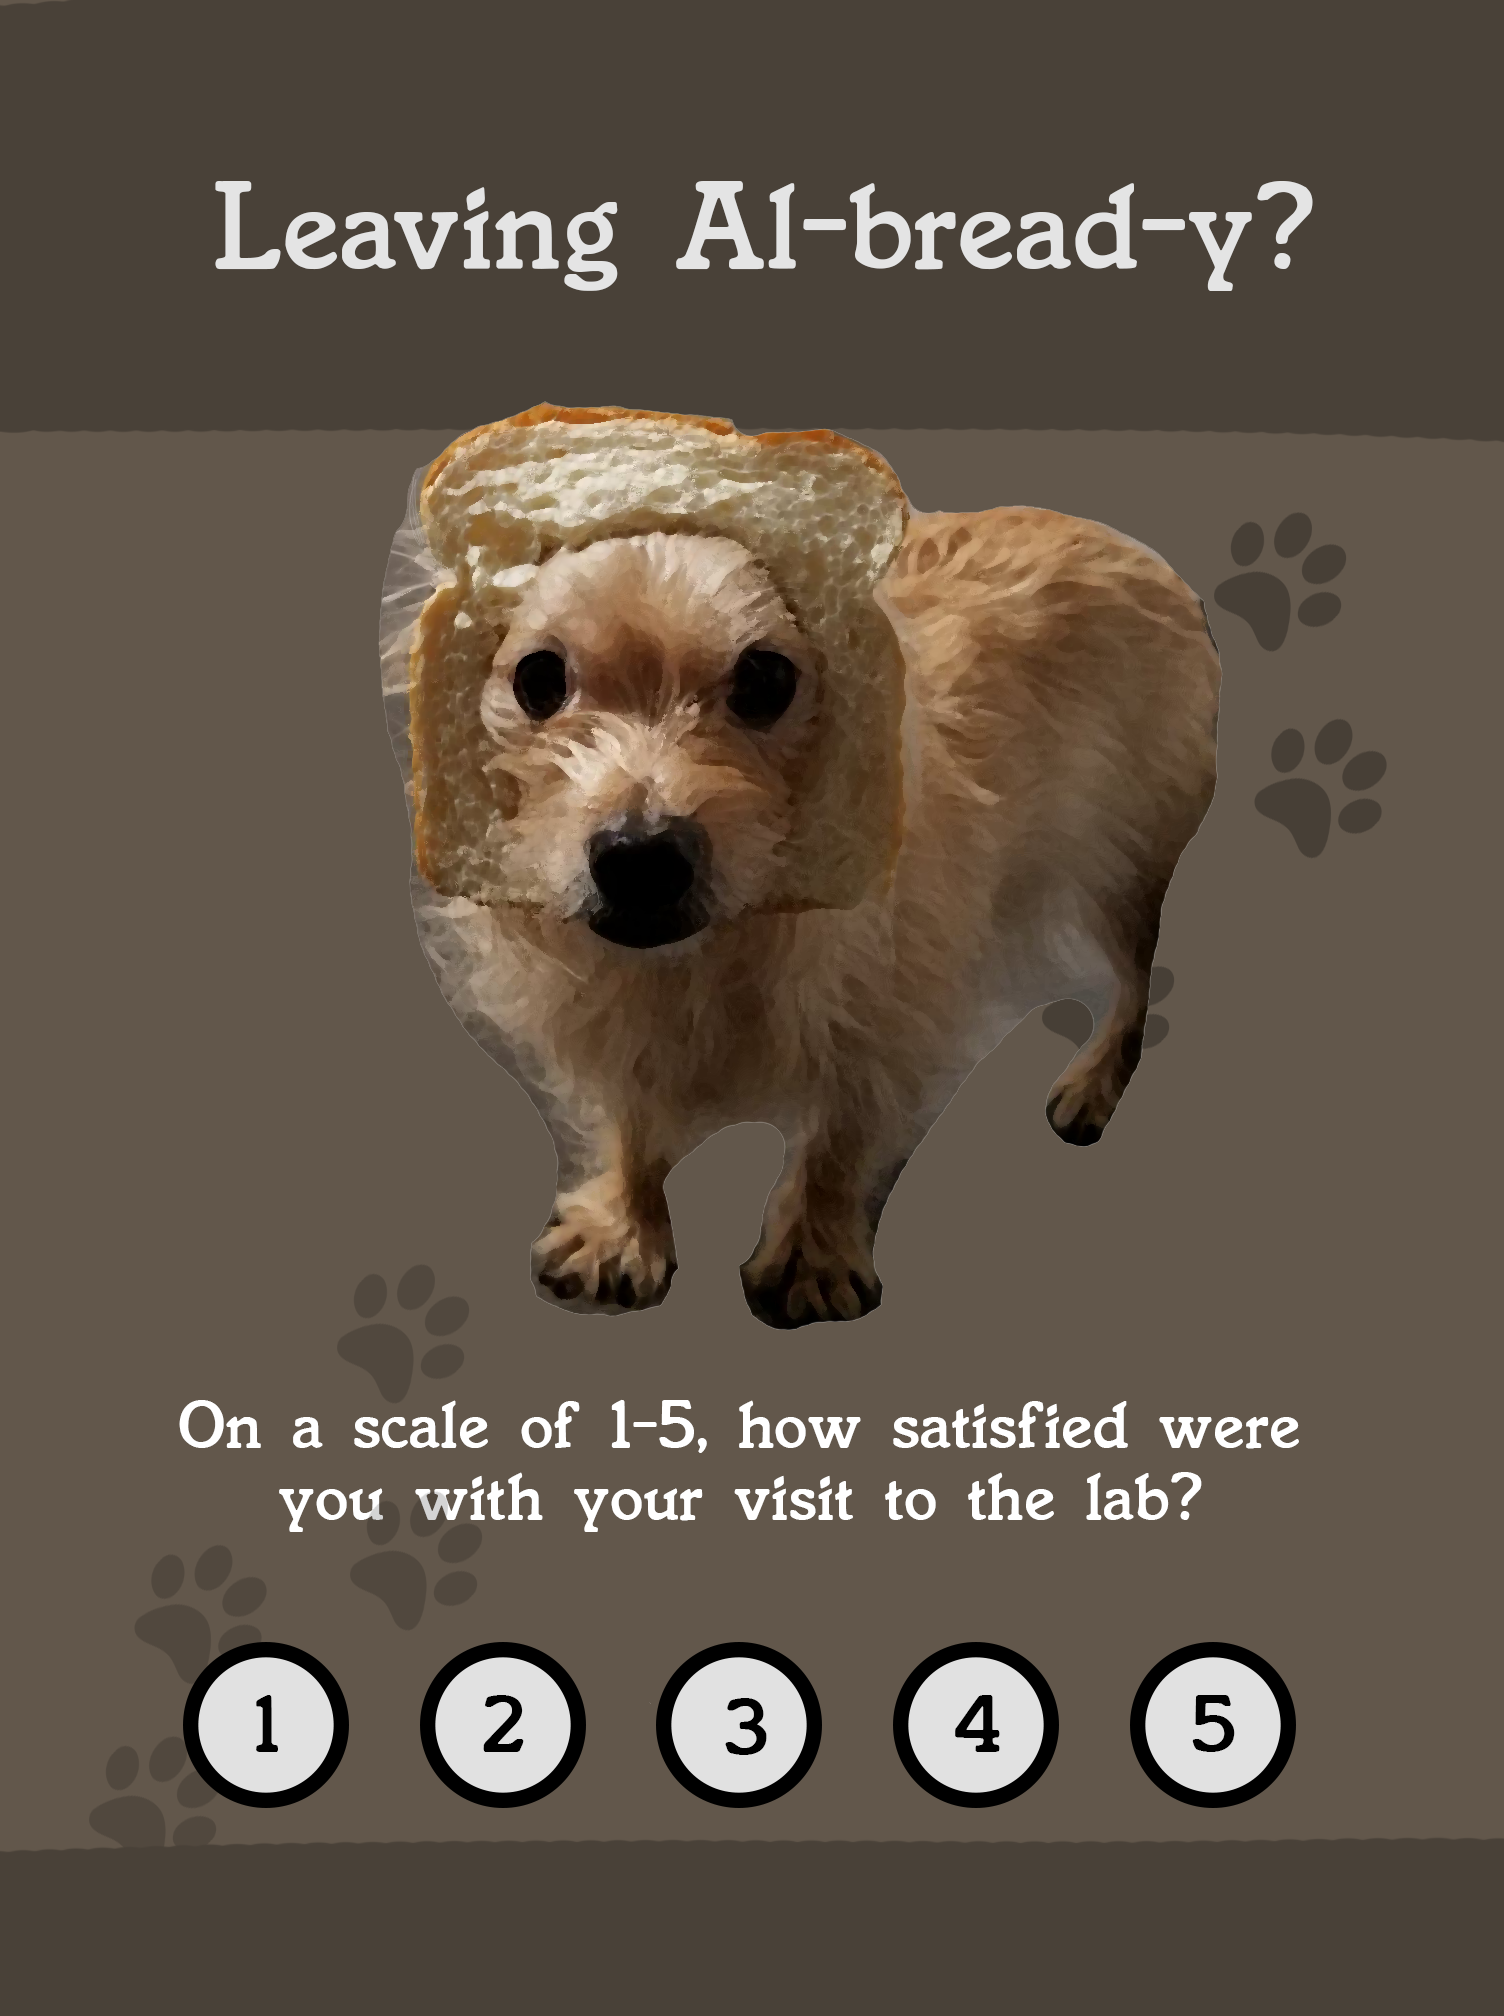 Leaving Al-bread-y?
On a scale of 1-5, how satisfied were
you with your visit to the lab?
1 2 3 4 5